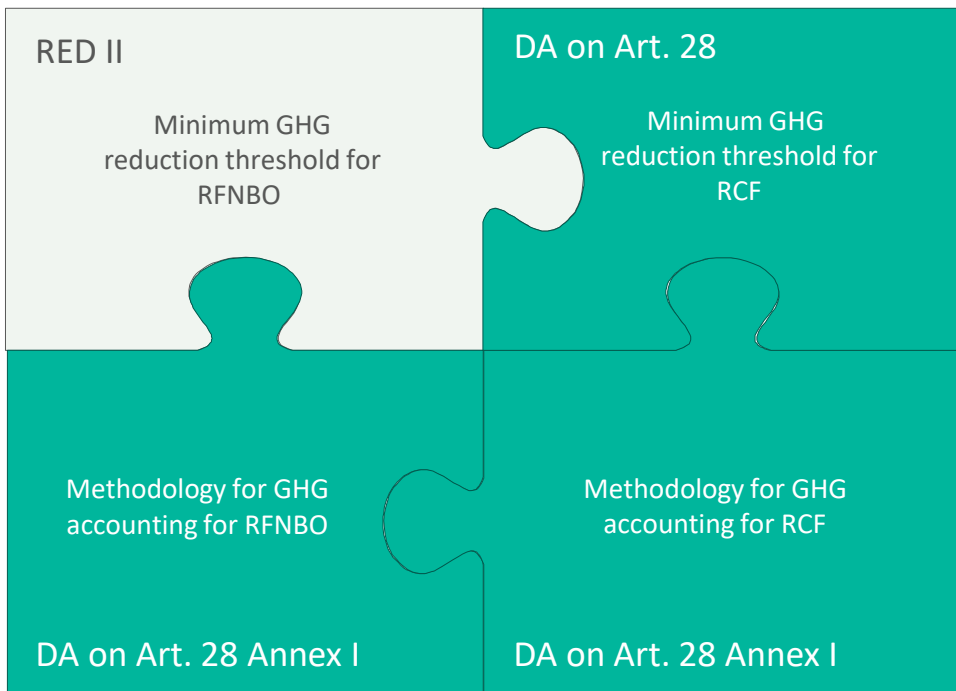 RED II
Minimum GHG
reduction threshold for
RFNBO
DA on Art. 28
Minimum GHG
reduction threshold for
RCF
Methodology for GHG
accounting for RFNBO
DA on Art. 28 Annex I
Methodology for GHG
accounting for RCF
DA on Art. 28 Annex I